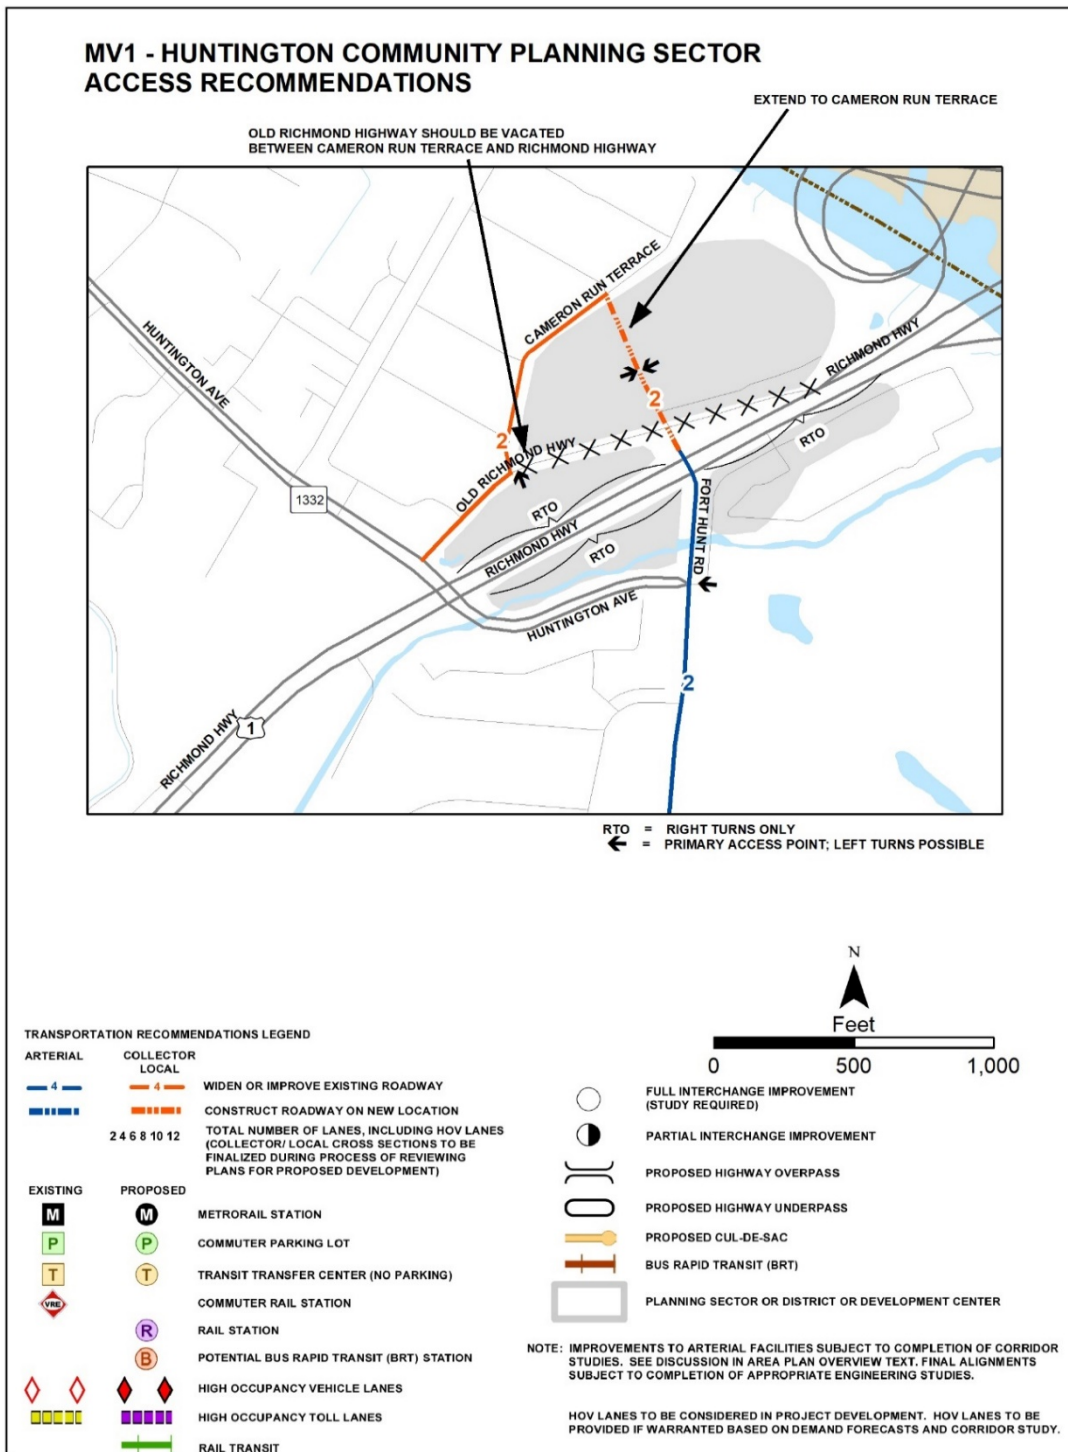 MV1 - HUNTINGTON COMMUNITY PLANNING SECTOR
ACCESS RECOMMENDATIONS
EXTEND TO CAMERON RUN TERRACE
OLD RICHMOND HIGHWAY SHOULD BE VACATED
BETWEEN CAMERON RUN TERRACE AND RICHMOND HIGHWAY
CAMERON RUN TERRACE
HUNTINGTON AVE
RICHMOND HWY
2
2
RTO
OLD RICHMOND HWY
1332
RTO
FORT HUNT RD
RICHMOND HWY
RTO
HUNTINGTON AVE
2
RICHMOND HWY
1
RTO = RIGHT TURNS ONLY
= PRIMARY ACCESS POINT; LEFT TURNS POSSIBLE
N
Feet
0 500 1,000
TRANSPORTATION RECOMMENDATIONS LEGEND
ARTERIAL COLLECTOR
LOCAL
4 4 WIDEN OR IMPROVE EXISTING ROADWAY
CONSTRUCT ROADWAY ON NEW LOCATION
2 4 6 8 10 12 TOTAL NUMBER OF LANES, INCLUDING HOV LANES
(COLLECTOR/ LOCAL CROSS SECTIONS TO BE
FINALIZED DURING PROCESS OF REVIEWING
PLANS FOR PROPOSED DEVELOPMENT)
EXISTING PROPOSED
M M METRORAIL STATION
P P COMMUTER PARKING LOT
T T TRANSIT TRANSFER CENTER (NO PARKING)
VRE COMMUTER RAIL STATION
R RAIL STATION
B POTENTIAL BUS RAPID TRANSIT (BRT) STATION
HIGH OCCUPANCY VEHICLE LANES
HIGH OCCUPANCY TOLL LANES
RAIL TRANSIT
FULL INTERCHANGE IMPROVEMENT
(STUDY REQUIRED)
PARTIAL INTERCHANGE IMPROVEMENT
PROPOSED HIGHWAY OVERPASS
PROPOSED HIGHWAY UNDERPASS
PROPOSED CUL-DE-SAC
BUS RAPID TRANSIT (BRT)
PLANNING SECTOR OR DISTRICT OR DEVELOPMENT CENTER
NOTE: IMPROVEMENTS TO ARTERIAL FACILITIES SUBJECT TO COMPLETION OF CORRIDOR
STUDIES. SEE DISCUSSION IN AREA PLAN OVERVIEW TEXT. FINAL ALIGNMENTS
SUBJECT TO COMPLETION OF APPROPRIATE ENGINEERING STUDIES.
HOV LANES TO BE CONSIDERED IN PROJECT DEVELOPMENT. HOV LANES TO BE
PROVIDED IF WARRANTED BASED ON DEMAND FORECASTS AND CORRIDOR STUDY.